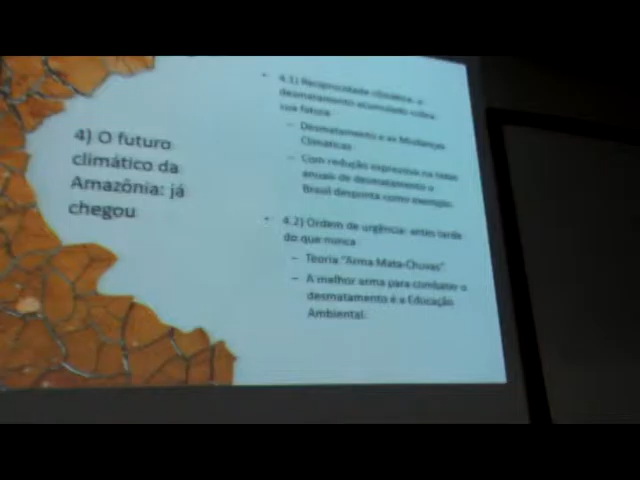 4) O futuro
climático da
Amazônia: já
chegou
4.1) Reciprocidade climática: o
desmatamento acumulado cobra
sua fatura
– Desmatamento e as Mudanças
Climáticas
– Com redução expressiva na taxas
anuais de desmatamento o
Brasil desponta como exemplo.
4.2) Ordem de urgência: antes tarde
do que nunca
– Teoria "Arma Mata-Chuvas"
– A melhor arma para combater o
desmatamento é a Educação
Ambiental.